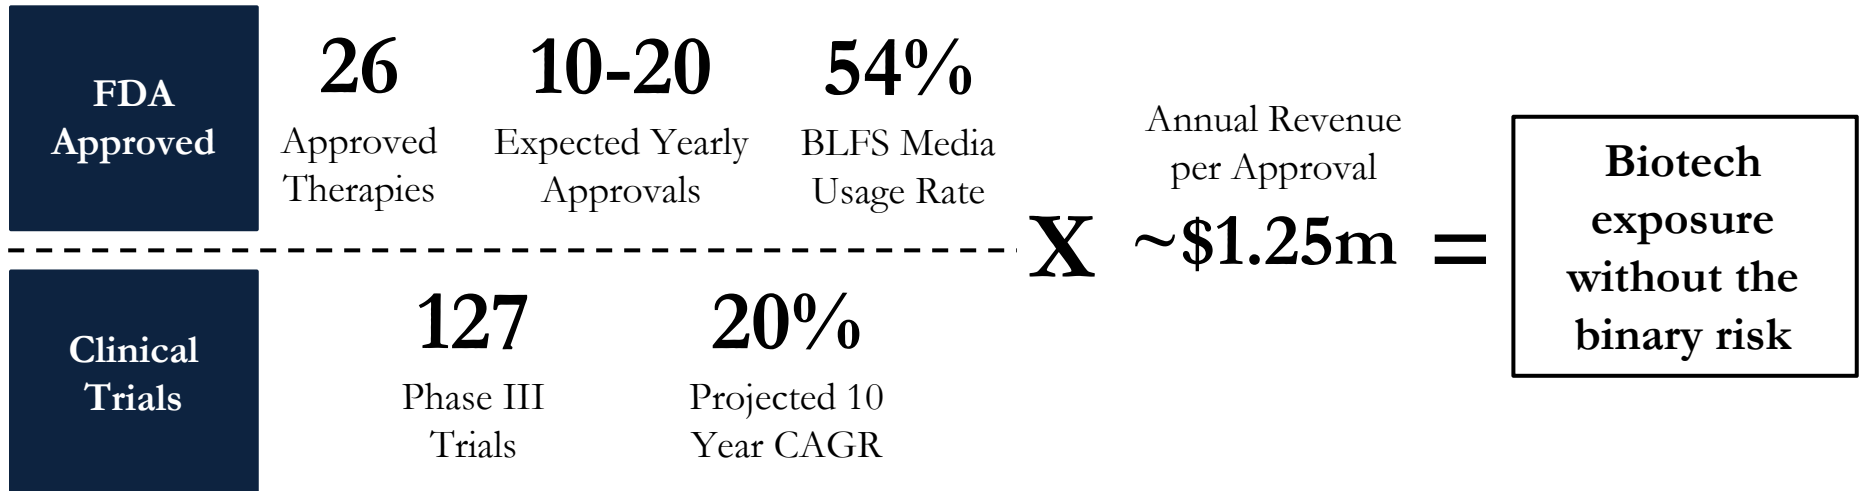 FDA
Approved
26
Approved
Therapies
10-20
Expected Yearly
Approvals
54%
BLFS Media
Usage Rate
Clinical
Trials
127
Phase III
Trials
20%
Projected 10
Year CAGR
X
Annual Revenue
per Approval
~$1.25m
=
Biotech
exposure
without the
binary risk